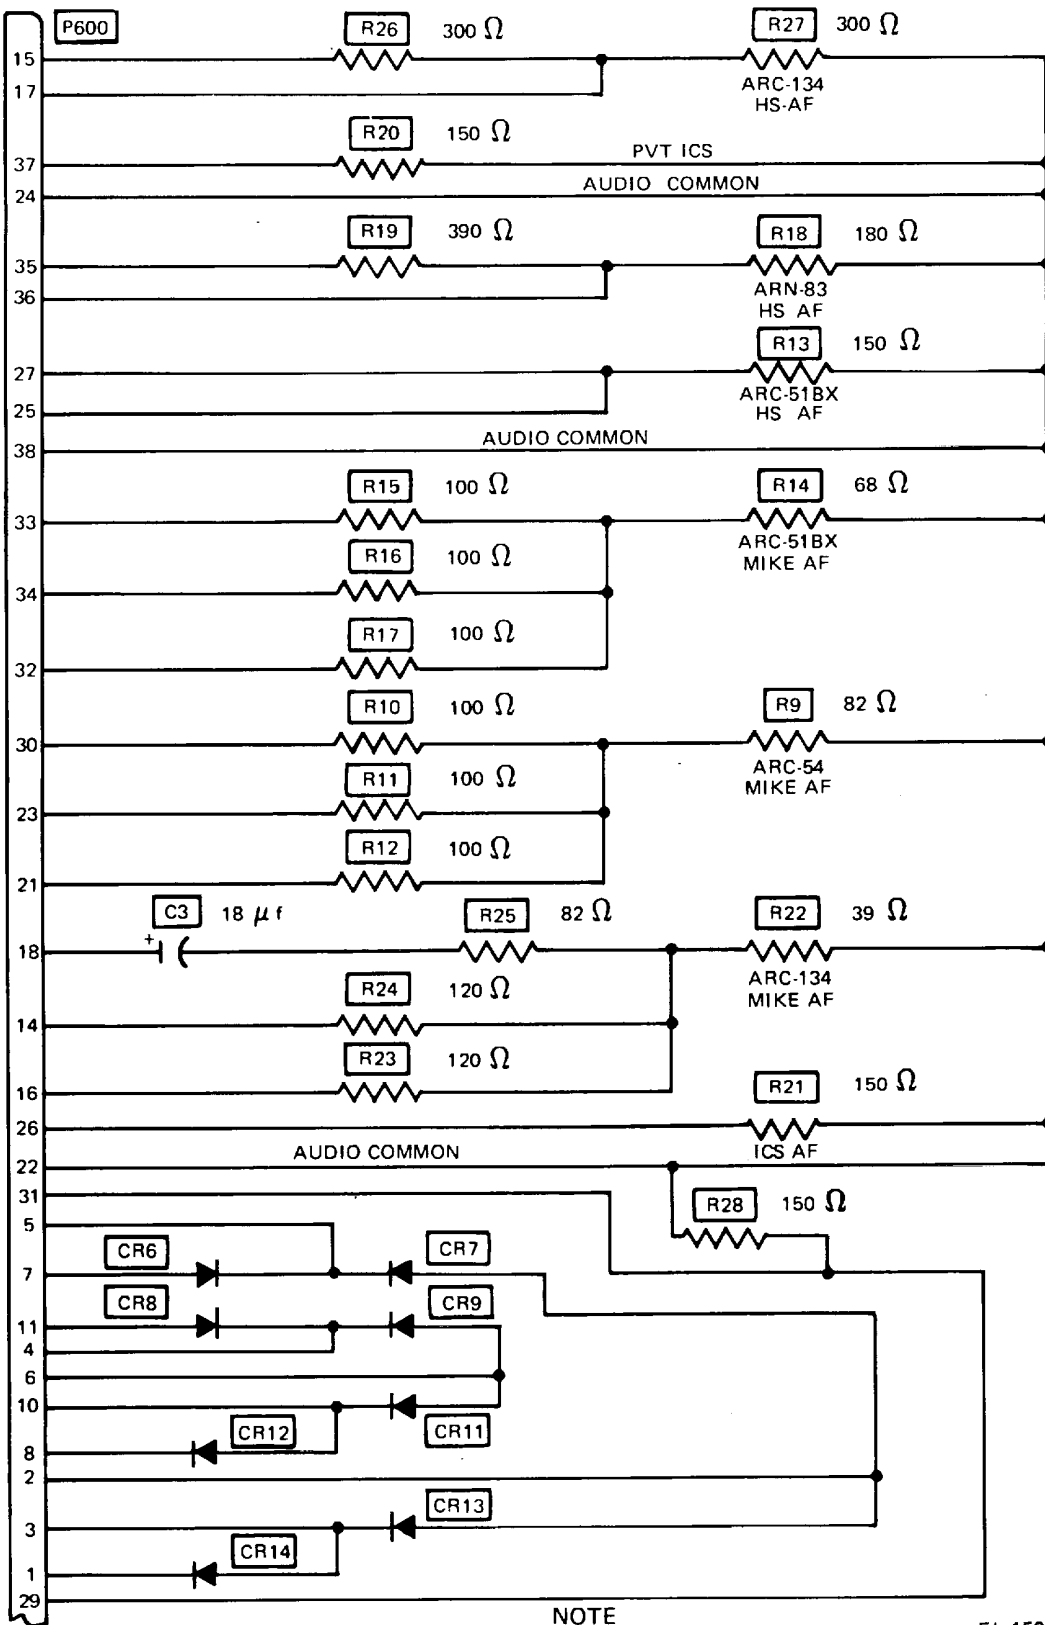 P600 R26 300 Ω R27 300 Ω
15
17 ARC-134
HS-AF
R20 150 Ω
37 PVT ICS
24 AUDIO COMMON
R19 390 Ω R18 180 Ω
35
36 ARN-83
HS AF
R13 150 Ω
27
25 ARC-51BX
HS AF
38 AUDIO COMMON
R15 100 Ω R14 68 Ω
33
ARC-51BX
R16 100 Ω MIKE AF
34
R17 100 Ω
32
R10 100 Ω R9 82 Ω
30
ARC-54
R11 100 Ω MIKE AF
23
R12 100 Ω
21
C3 18 μf R25 82 Ω R22 39 Ω
18 +
ARC-134
R24 120 Ω MIKE AF
14
R23 120 Ω
16 R21 150 Ω
26
AUDIO COMMON ICS AF
22
31 R28 150 Ω
5
CR6 CR7
7
CR8 CR9
11
4
6
10
CR12 CR11
8
2
CR13
3
CR14
1
29
NOTE